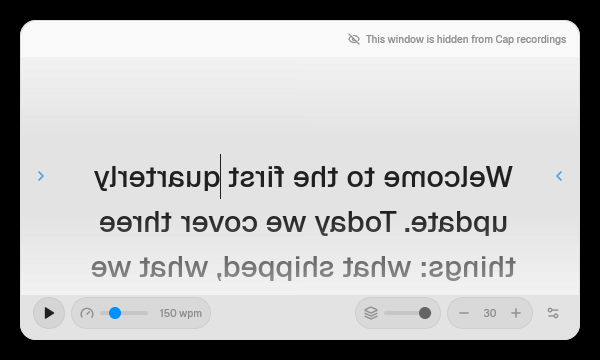 This window is hidden from Cap recordings
Welcome to the first quarterly
update. Today we cover three
things: what shipped, what we
150 wpm
30